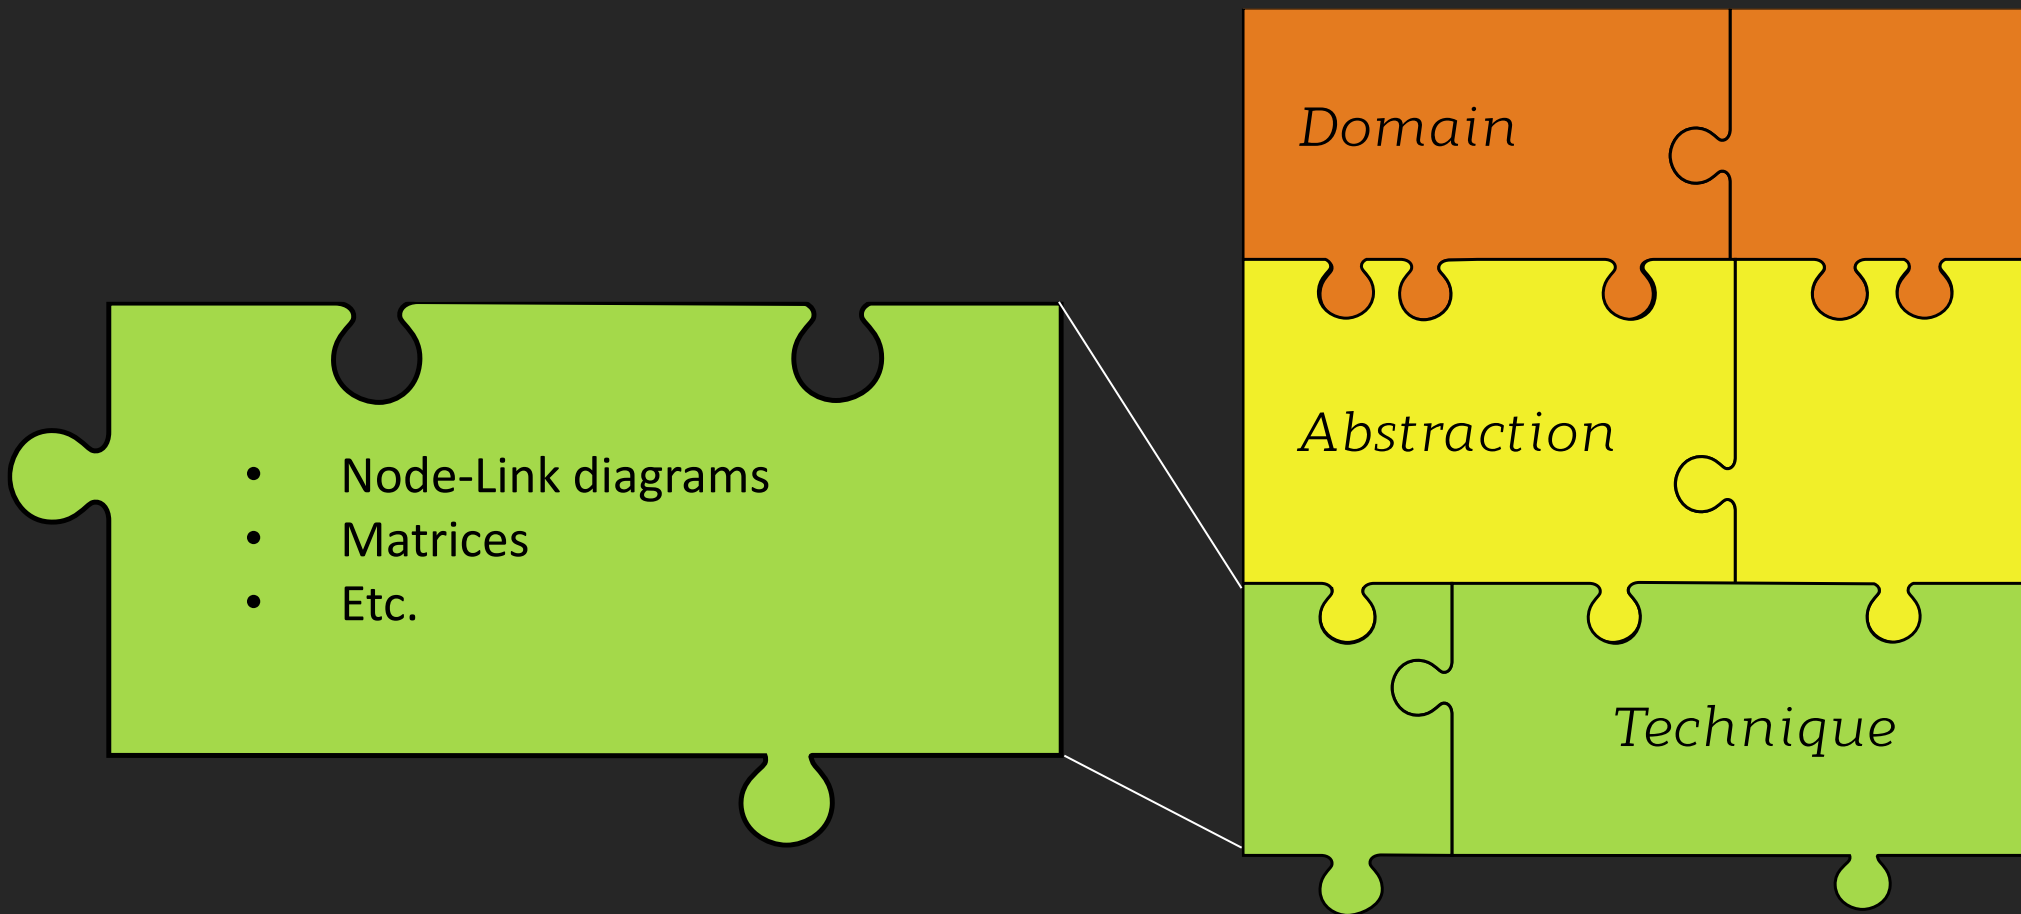 • Node-Link diagrams
• Matrices
• Etc.
Domain
Abstraction
Technique